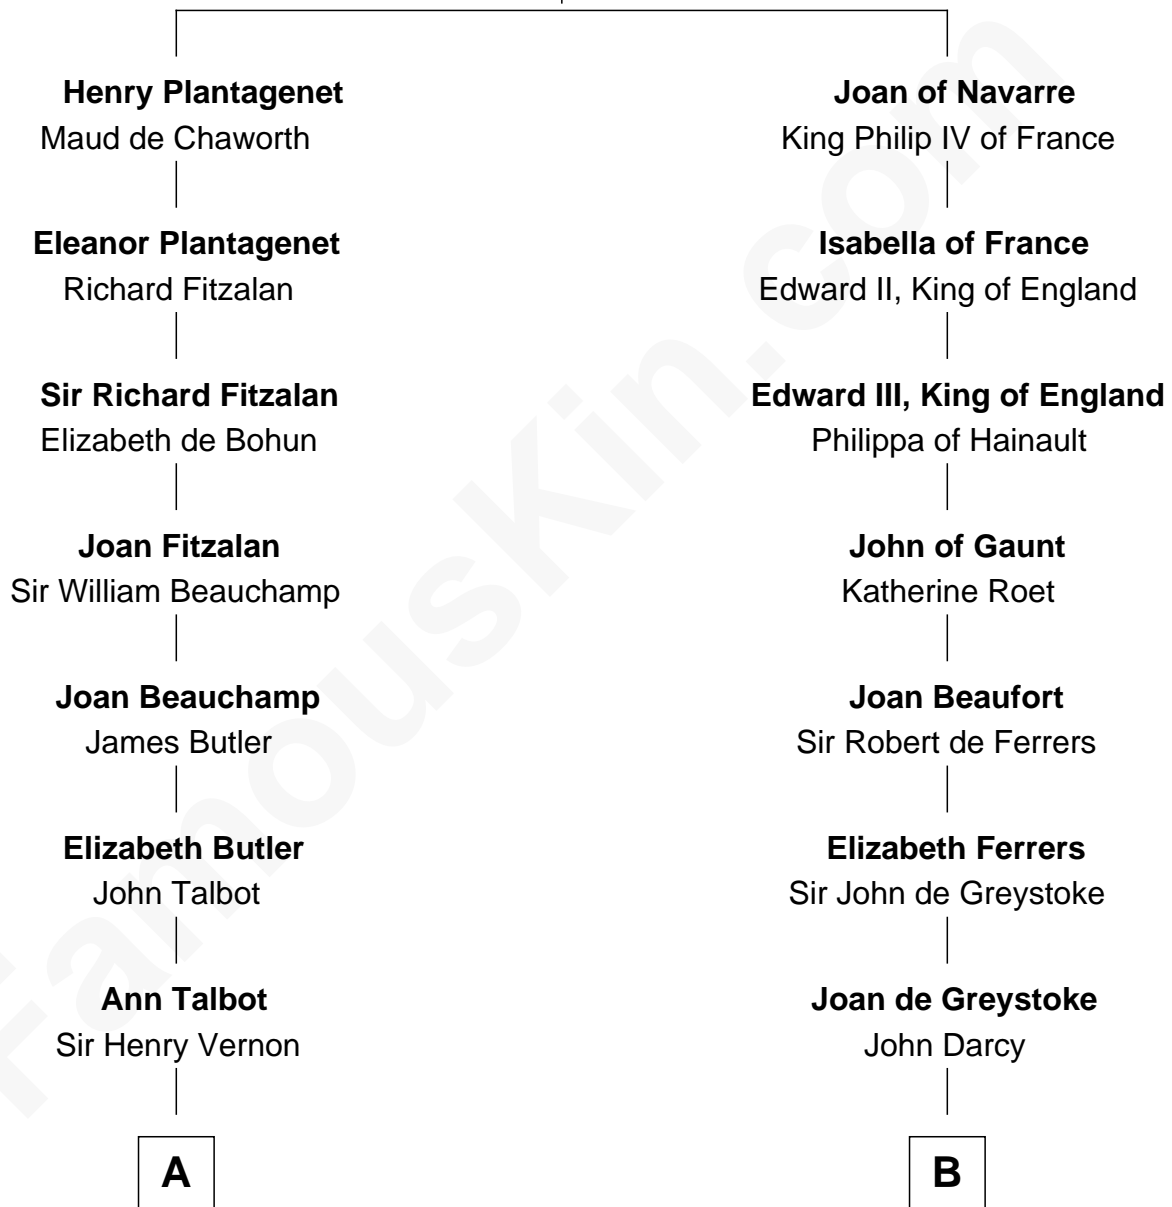 Henry Plantagenet
Maud de Chaworth
Eleanor Plantagenet
Richard Fitzalan
Sir Richard Fitzalan
Elizabeth de Bohun
Joan Fitzalan
Sir William Beauchamp
Joan Beauchamp
James Butler
Elizabeth Butler
John Talbot
Ann Talbot
Sir Henry Vernon
A
Joan of Navarre
King Philip IV of France
Isabella of France
Edward II, King of England
Edward III, King of England
Philippa of Hainault
John of Gaunt
Katherine Roet
Joan Beaufort
Sir Robert de Ferrers
Elizabeth Ferrers
Sir John de Greystoke
Joan de Greystoke
John Darcy
B
FamousKin.com